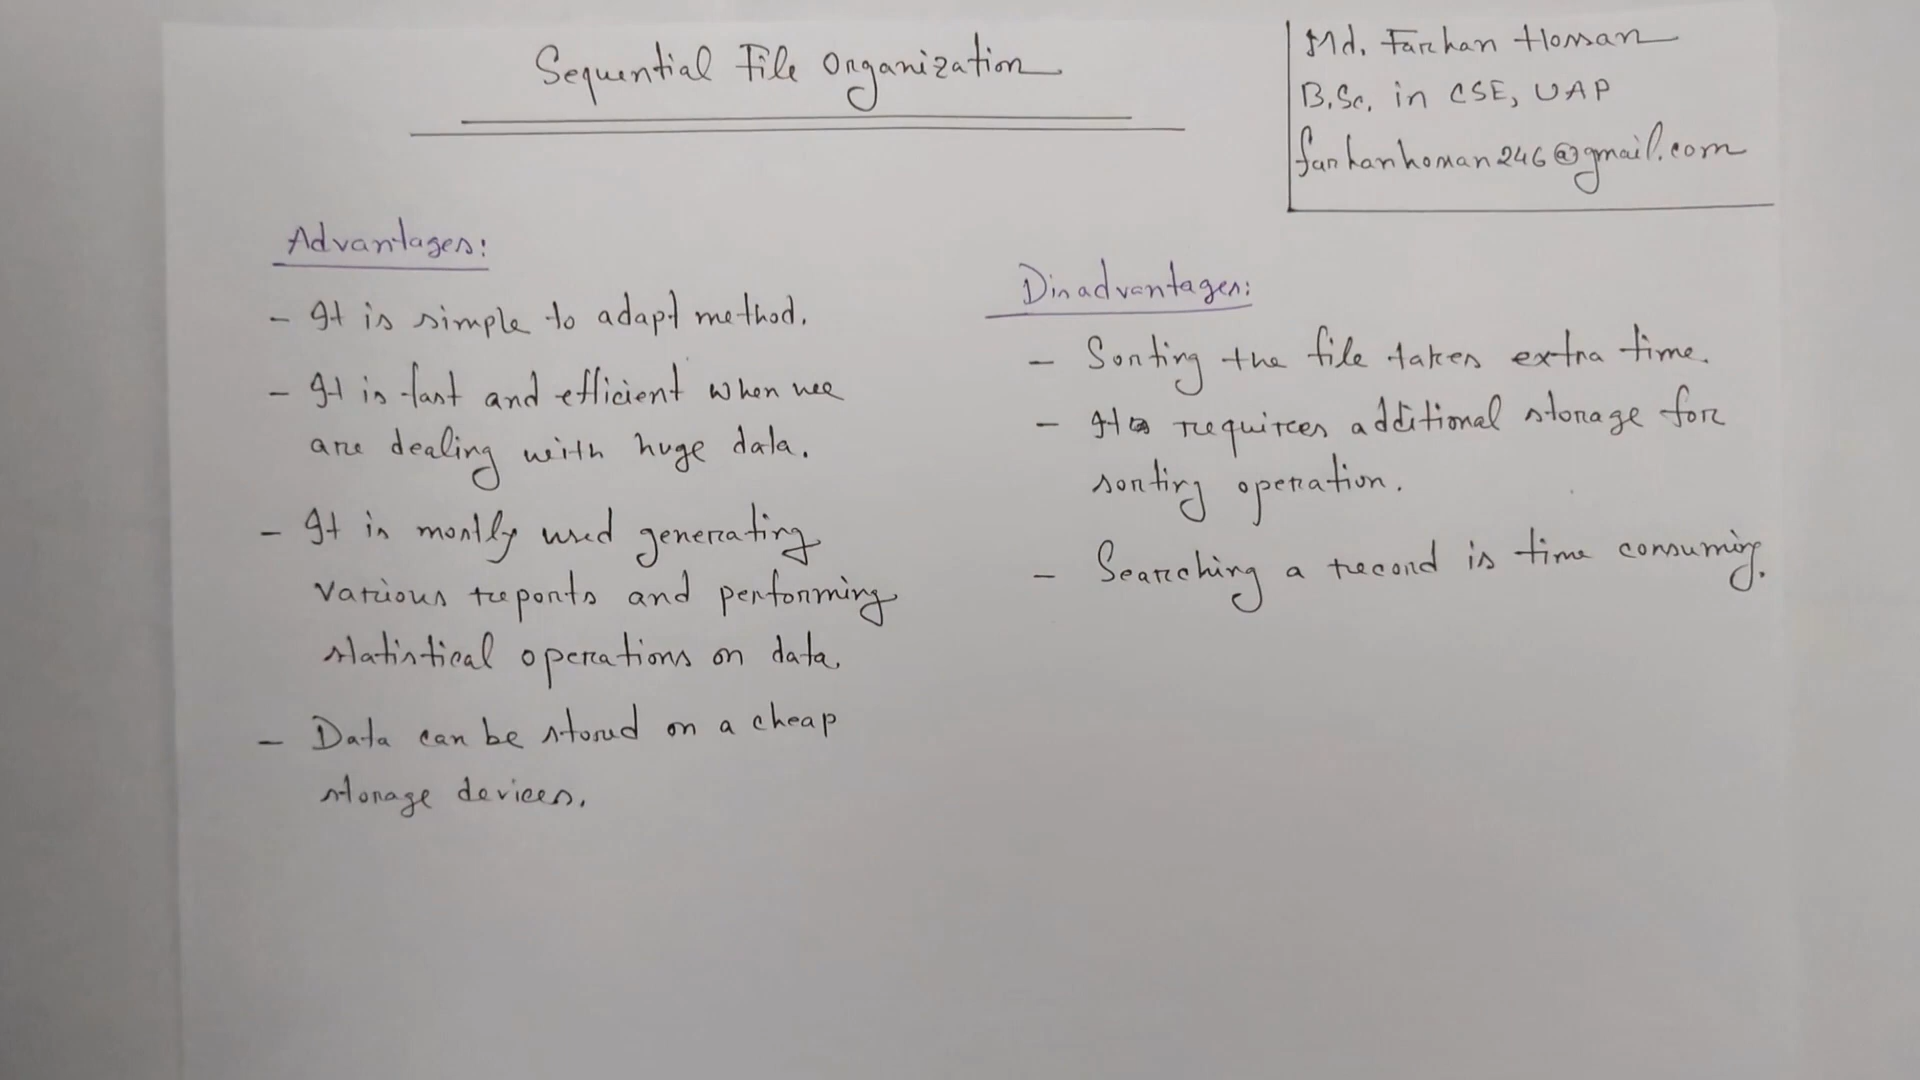 Sequential File Organization
Md. Farhan Hossan
B.Sc. in CSE, UAP
farhanhossan246@gmail.com
Advantages:
- It is simple to adapt method.
- It is fast and efficient when we
are dealing with huge data.
- It is mostly used generating
various reports and performing
statistical operations on data.
- Data can be stored on a cheap
storage devices.
Disadvantages:
- Sorting the file takes extra time.
- It requires additional storage for
sorting operation.
- Searching a record is time consuming.